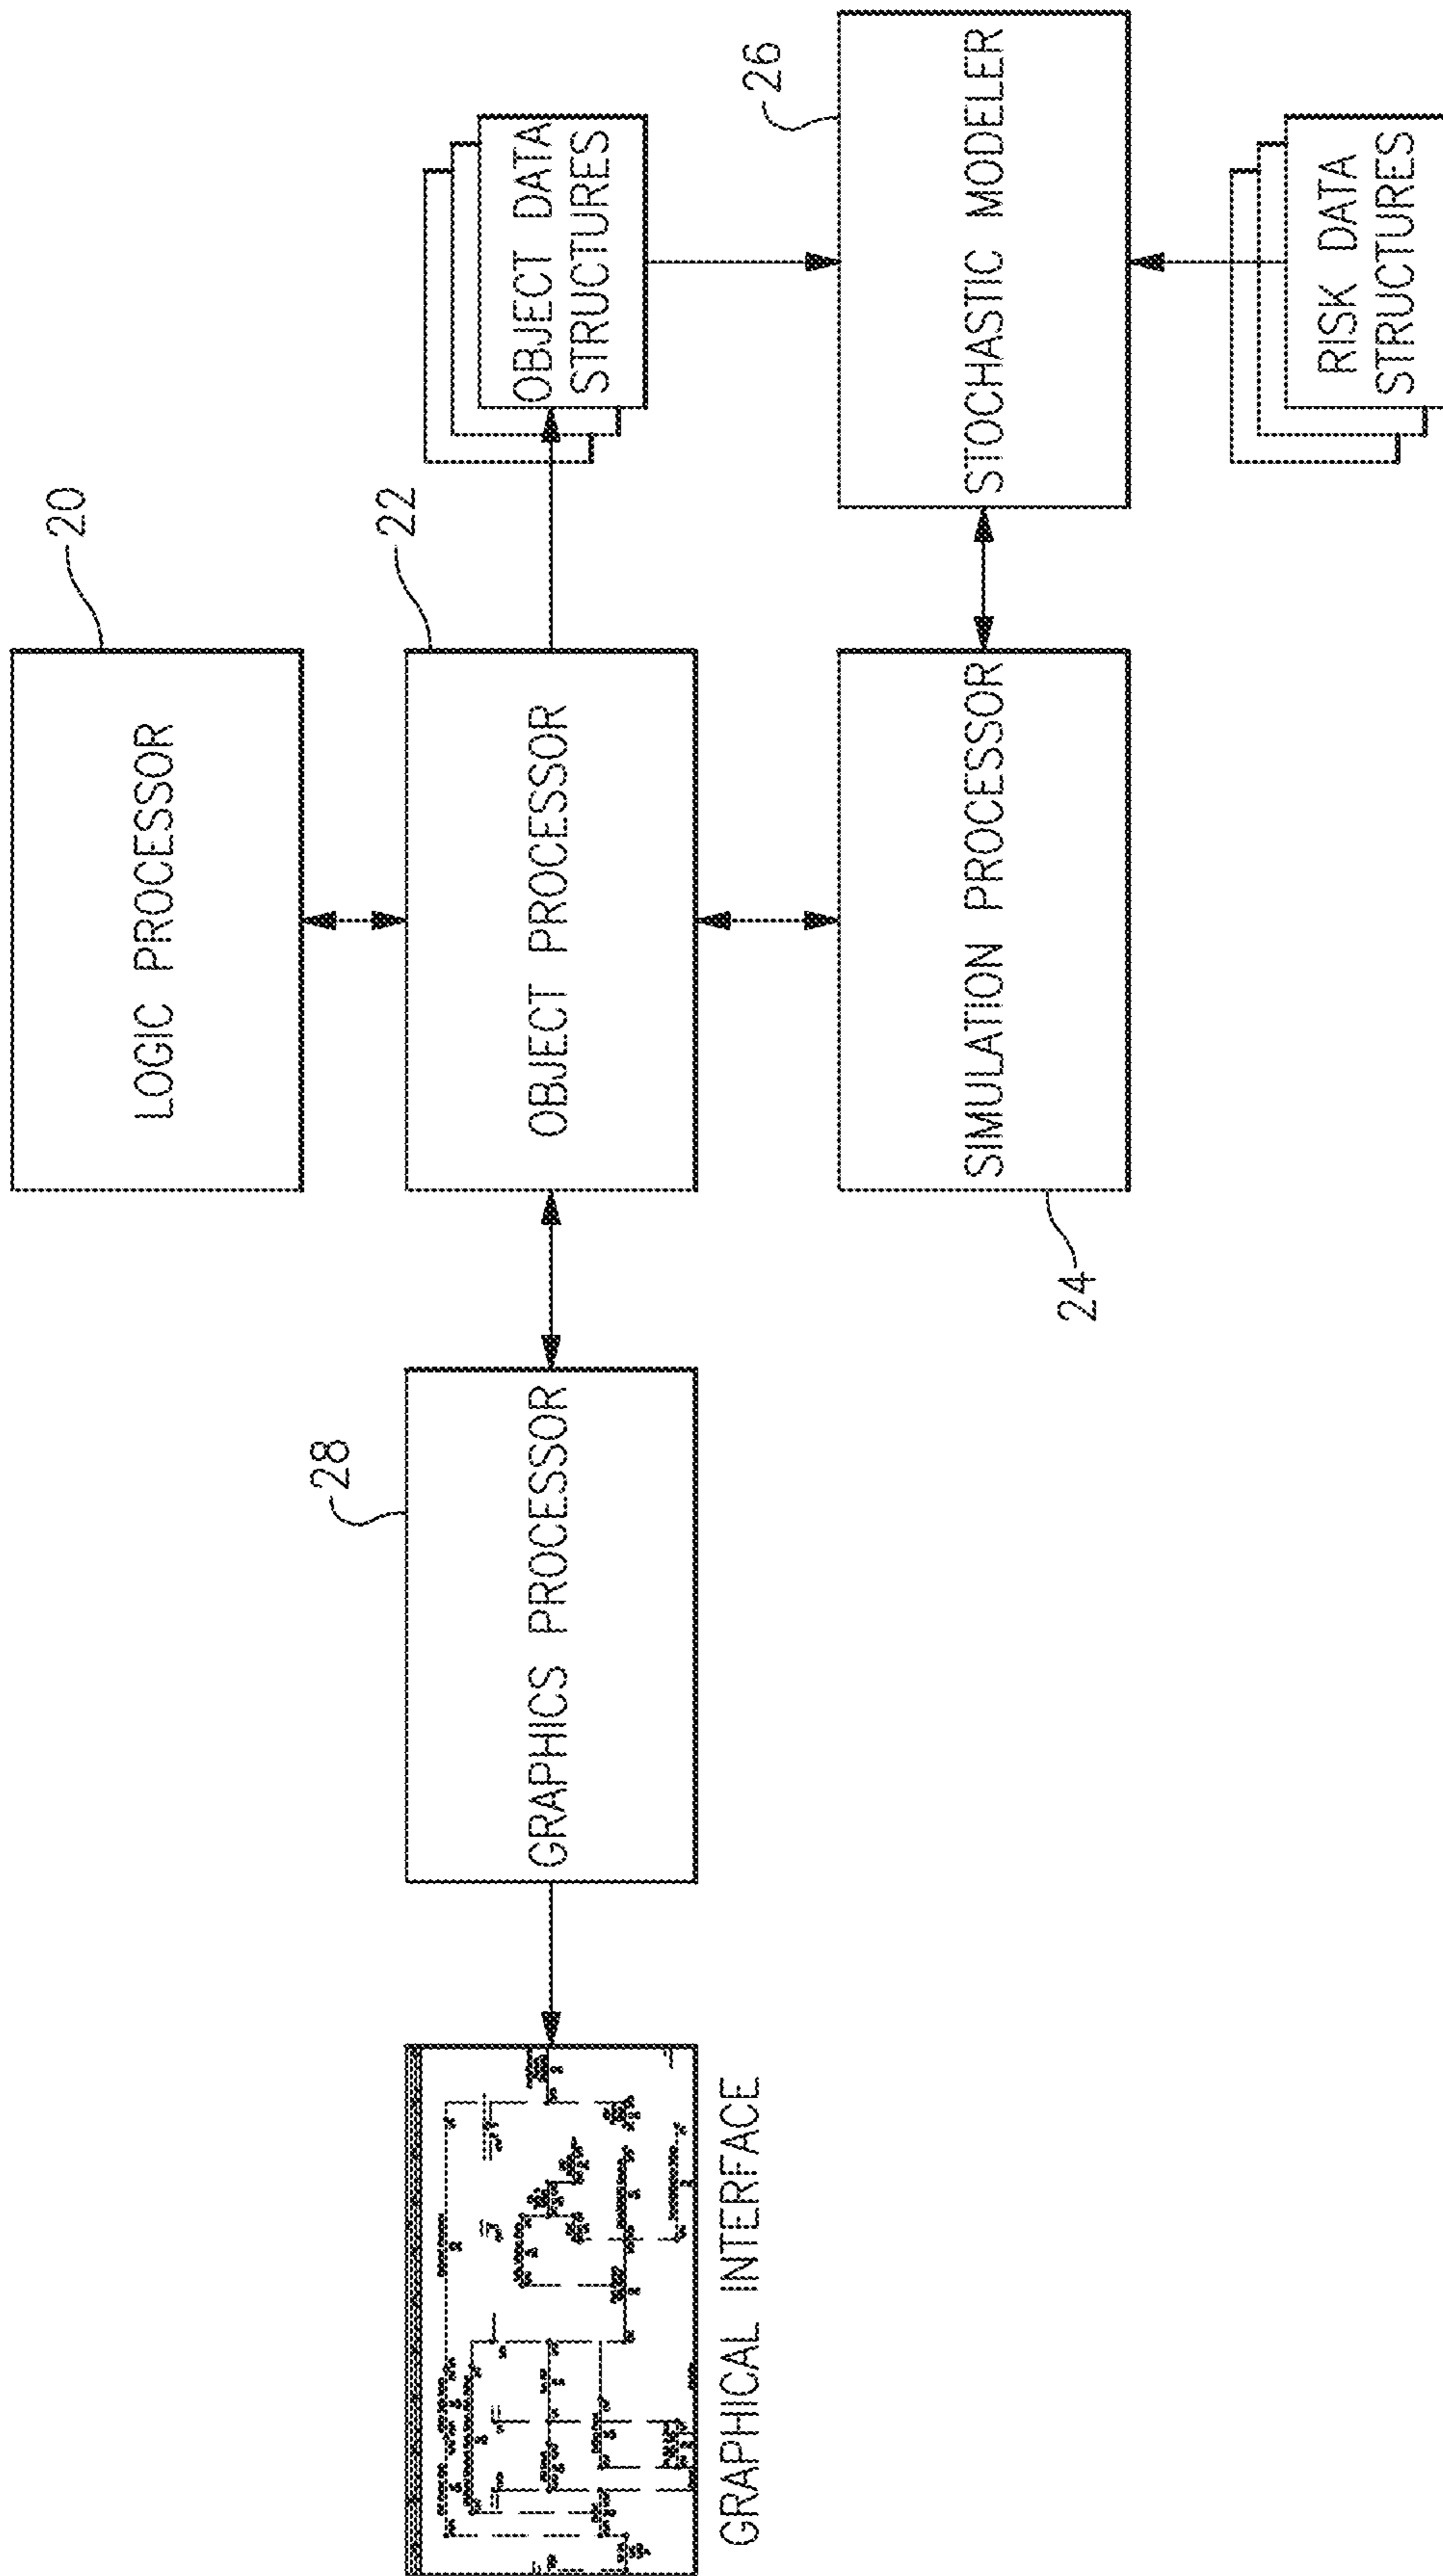 LOGIC PROCESSOR
20
GRAPHICAL INTERFACE
GRAPHICS PROCESSOR
28
OBJECT PROCESSOR
22
OBJECT DATA
STRUCTURES
SIMULATION PROCESSOR
24
STOCHASTIC MODELER
26
RISK DATA
STRUCTURES